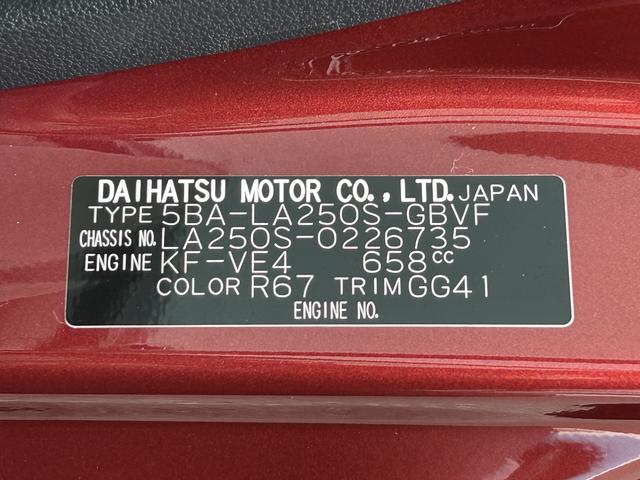 DAIHATSU MOTOR CO., LTD. JAPAN
TYPE 5BA-LA250S-GBVF
CHASSIS NO. LA250S-0226735
ENGINE KF-VE4 658cc
COLOR R67 TRIM GG41
ENGINE NO.